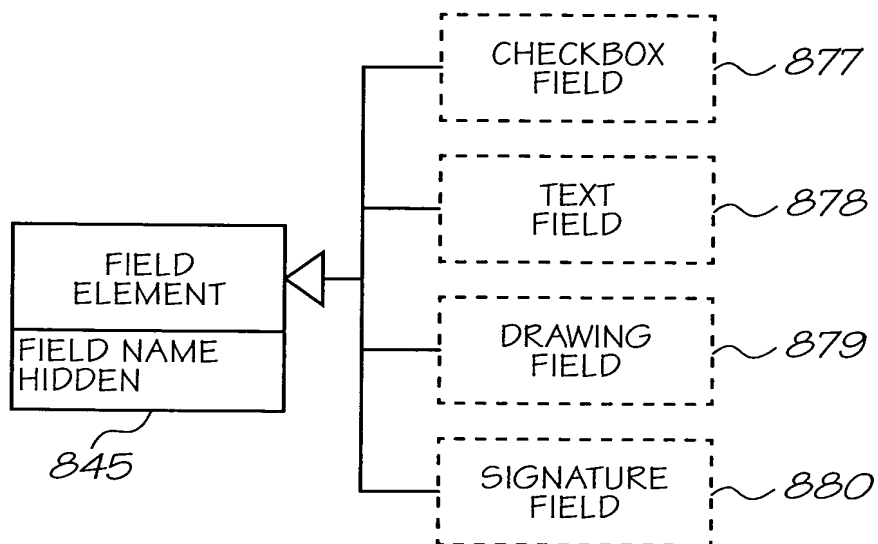 CHECKBOX
FIELD
877
TEXT
FIELD
878
FIELD
ELEMENT
FIELD NAME
HIDDEN
845
DRAWING
FIELD
879
SIGNATURE
FIELD
880